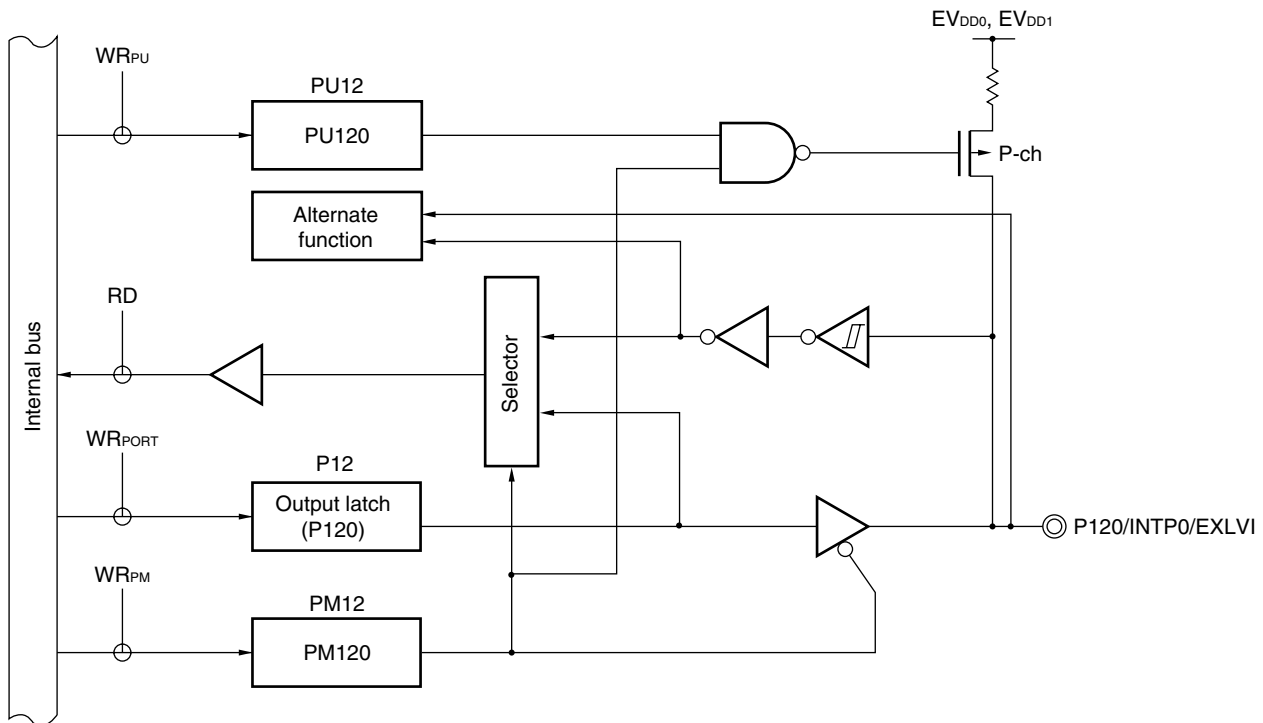 EVDD0, EVDD1
WRPU
PU12
PU120
P-ch
Alternate
function
RD
Internal bus
Selector
WRPORT
P12
Output latch
(P120)
P120/INTP0/EXLVI
WRPM
PM12
PM120